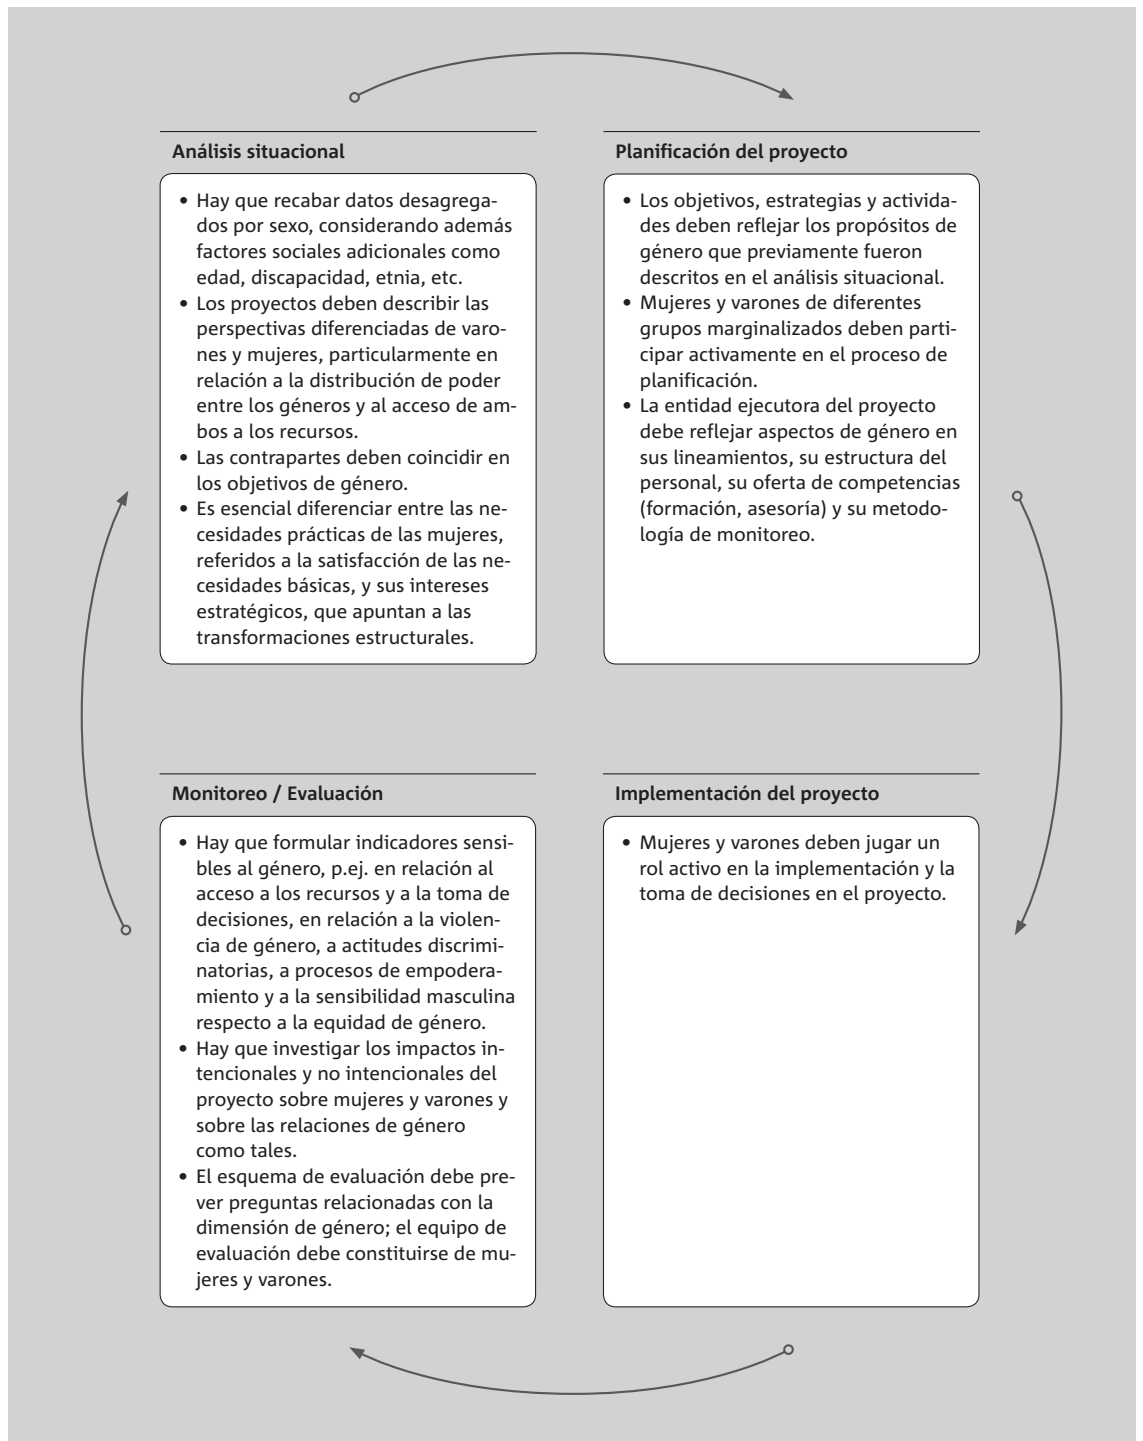 Análisis situacional
• Hay que recabar datos desagrega-
dos por sexo, considerando además
factores sociales adicionales como
edad, discapacidad, etnia, etc.
• Los proyectos deben describir las
perspectivas diferenciadas de varo-
nes y mujeres, particularmente en
relación a la distribución de poder
entre los géneros y al acceso de am-
bos a los recursos.
• Las contrapartes deben coincidir en
los objetivos de género.
• Es esencial diferenciar entre las ne-
cesidades prácticas de las mujeres,
referidos a la satisfacción de las ne-
cesidades básicas, y sus intereses
estratégicos, que apuntan a las
transformaciones estructurales.
Planificación del proyecto
• Los objetivos, estrategias y activida-
des deben reflejar los propósitos de
género que previamente fueron
descritos en el análisis situacional.
• Mujeres y varones de diferentes
grupos marginalizados deben parti-
cipar activamente en el proceso de
planificación.
• La entidad ejecutora del proyecto
debe reflejar aspectos de género en
sus lineamientos, su estructura del
personal, su oferta de competencias
(formación, asesoría) y su metodo-
logía de monitoreo.
Monitoreo / Evaluación
• Hay que formular indicadores sensi-
bles al género, p.ej. en relación al
acceso a los recursos y a la toma de
decisiones, en relación a la violen-
cia de género, a actitudes discrimi-
natorias, a procesos de empodera-
miento y a la sensibilidad masculina
respecto a la equidad de género.
• Hay que investigar los impactos in-
tencionales y no intencionales del
proyecto sobre mujeres y varones y
sobre las relaciones de género
como tales.
• El esquema de evaluación debe pre-
ver preguntas relacionadas con la
dimensión de género; el equipo de
evaluación debe constituirse de mu-
jeres y varones.
Implementación del proyecto
• Mujeres y varones deben jugar un
rol activo en la implementación y la
toma de decisiones en el proyecto.